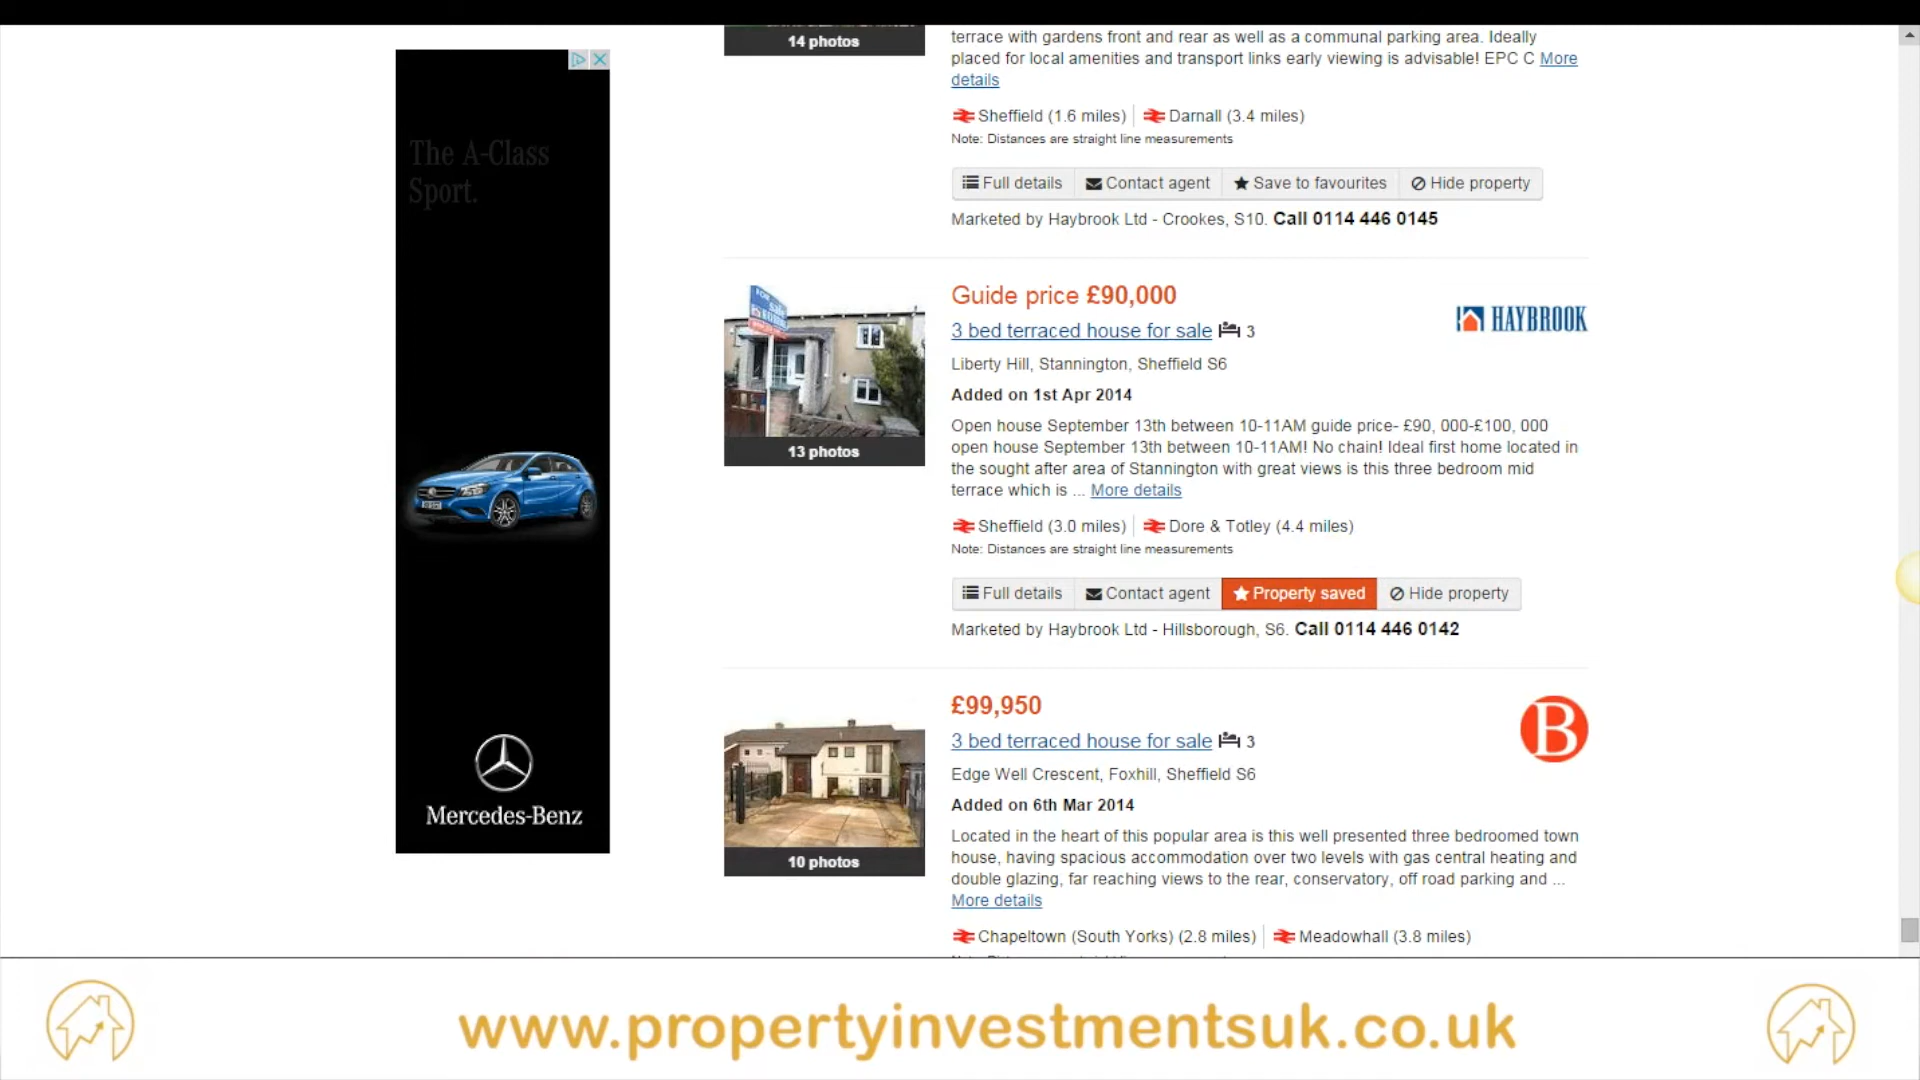 14 photos
terrace with gardens front and rear as well as a communal parking area. Ideally
placed for local amenities and transport links early viewing is advisable! EPC C More
details
Sheffield (1.6 miles) Darnall (3.4 miles)
Note: Distances are straight line measurements
Full details Contact agent Save to favourites Hide property
Marketed by Haybrook Ltd - Crookes, S10. Call 0114 446 0145
The A-Class
Sport.
Mercedes-Benz
FOR
sale
13 photos
Guide price £90,000
HAYBROOK
3 bed terraced house for sale 3
Liberty Hill, Stannington, Sheffield S6
Added on 1st Apr 2014
Open house September 13th between 10-11AM guide price- £90, 000-£100, 000
open house September 13th between 10-11AM! No chain! Ideal first home located in
the sought after area of Stannington with great views is this three bedroom mid
terrace which is ... More details
Sheffield (3.0 miles) Dore & Totley (4.4 miles)
Note: Distances are straight line measurements
Full details Contact agent Property saved Hide property
Marketed by Haybrook Ltd - Hillsborough, S6. Call 0114 446 0142
10 photos
£99,950
B
3 bed terraced house for sale 3
Edge Well Crescent, Foxhill, Sheffield S6
Added on 6th Mar 2014
Located in the heart of this popular area is this well presented three bedroomed town
house, having spacious accommodation over two levels with gas central heating and
double glazing, far reaching views to the rear, conservatory, off road parking and ...
More details
Chapeltown (South Yorks) (2.8 miles) Meadowhall (3.8 miles)
www.propertyinvestmentsuk.co.uk